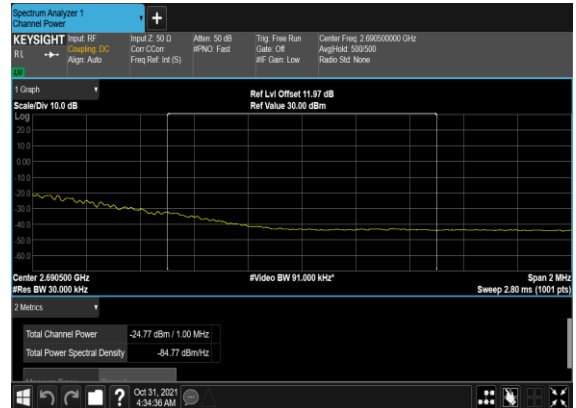 Spectrum Analyzer 1
Channel Power
+
KEYSIGHT Input: RF Input Z: 50 Ω Atten: 50 dB Trig: Free Run Center Freq: 2.690500000 GHz
RL Coupling: DC Corr CCorr #PNO: Fast Gate: Off Avg|Hold: 500/500
Align: Auto Freq Ref: Int (S) #IF Gain: Low Radio Std: None
1 Graph Ref Lvl Offset 11.97 dB
Scale/Div 10.0 dB Ref Value 30.00 dBm
Log
20.0
10.0
0.00
-10.0
-20.0
-30.0
-40.0
-50.0
-60.0
Center 2.690500 GHz #Video BW 91.000 kHz* Span 2 MHz
#Res BW 30.000 kHz Sweep 2.80 ms (1001 pts)
2 Metrics
Total Channel Power -24.77 dBm / 1.00 MHz
Total Power Spectral Density -84.77 dBm/Hz
? Oct 31, 2021
4:34:36 AM